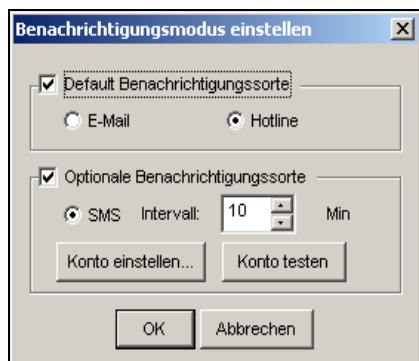 Benachrichtigungsmodus einstellen
Default Benachrichtigungssorte
E-Mail Hotline
Optionale Benachrichtigungssorte
SMS Intervall: 10 Min
Konto einstellen... Konto testen
OK Abbrechen